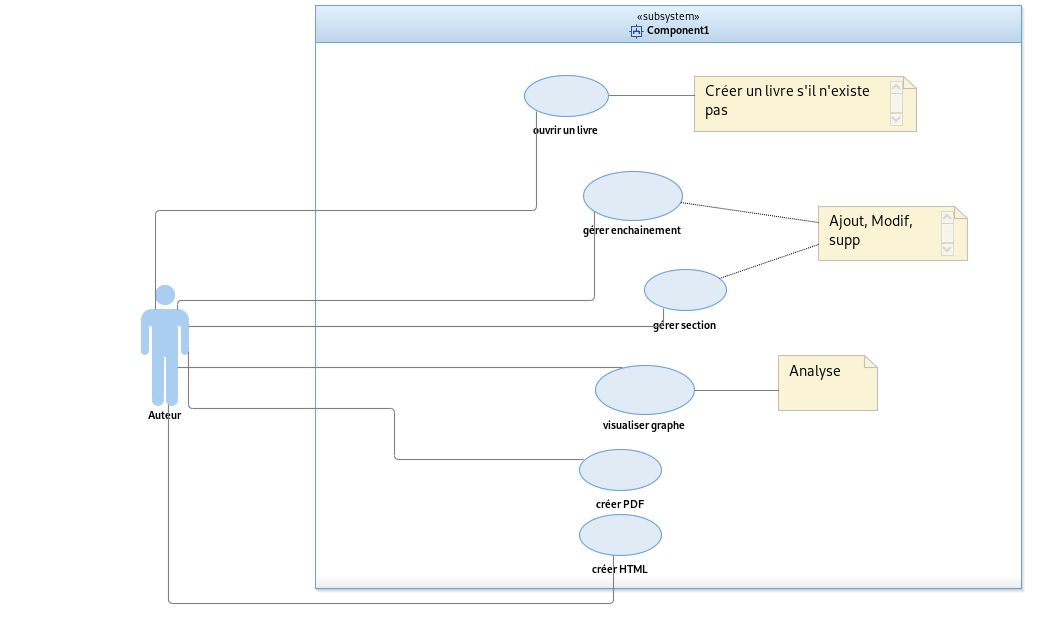 «subsystem»
Component1
Créer un livre s'il n'existe
pas
ouvrir un livre
gérer enchainement
Ajout, Modif,
supp
gérer section
Analyse
Auteur
visualiser graphe
créer PDF
créer HTML